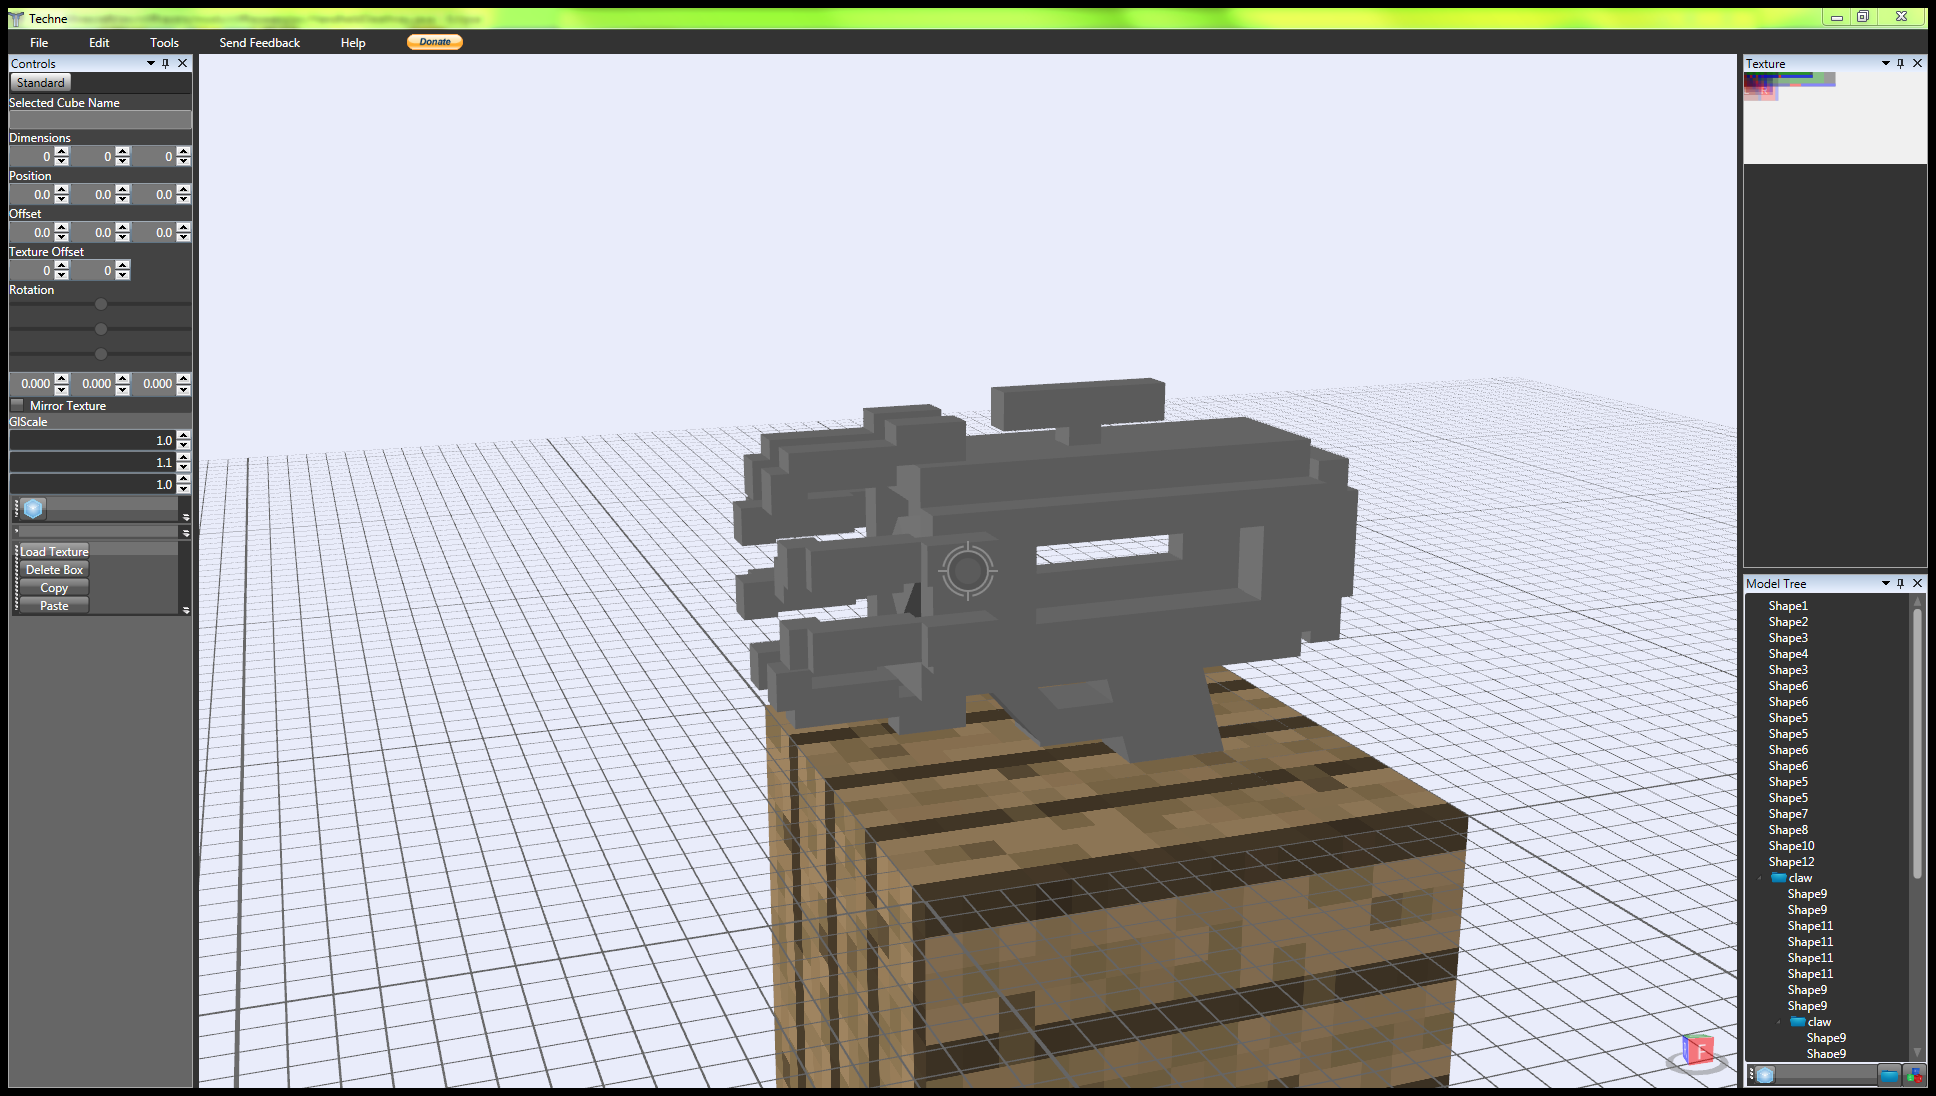 Techne
File Edit Tools Send Feedback Help Donate
Controls
Standard
Selected Cube Name
Dimensions
0 0 0
Position
0.0 0.0 0.0
Offset
0.0 0.0 0.0
Texture Offset
0 0
Rotation
0.000 0.000 0.000
Mirror Texture
GlScale
1.0
1.1
1.0
Load Texture
Delete Box
Copy
Paste
Texture
Model Tree
Shape1
Shape2
Shape3
Shape4
Shape3
Shape6
Shape6
Shape5
Shape5
Shape6
Shape6
Shape5
Shape5
Shape7
Shape8
Shape10
Shape12
claw
Shape9
Shape9
Shape11
Shape11
Shape11
Shape11
Shape9
Shape9
claw
Shape9
Shape9
F